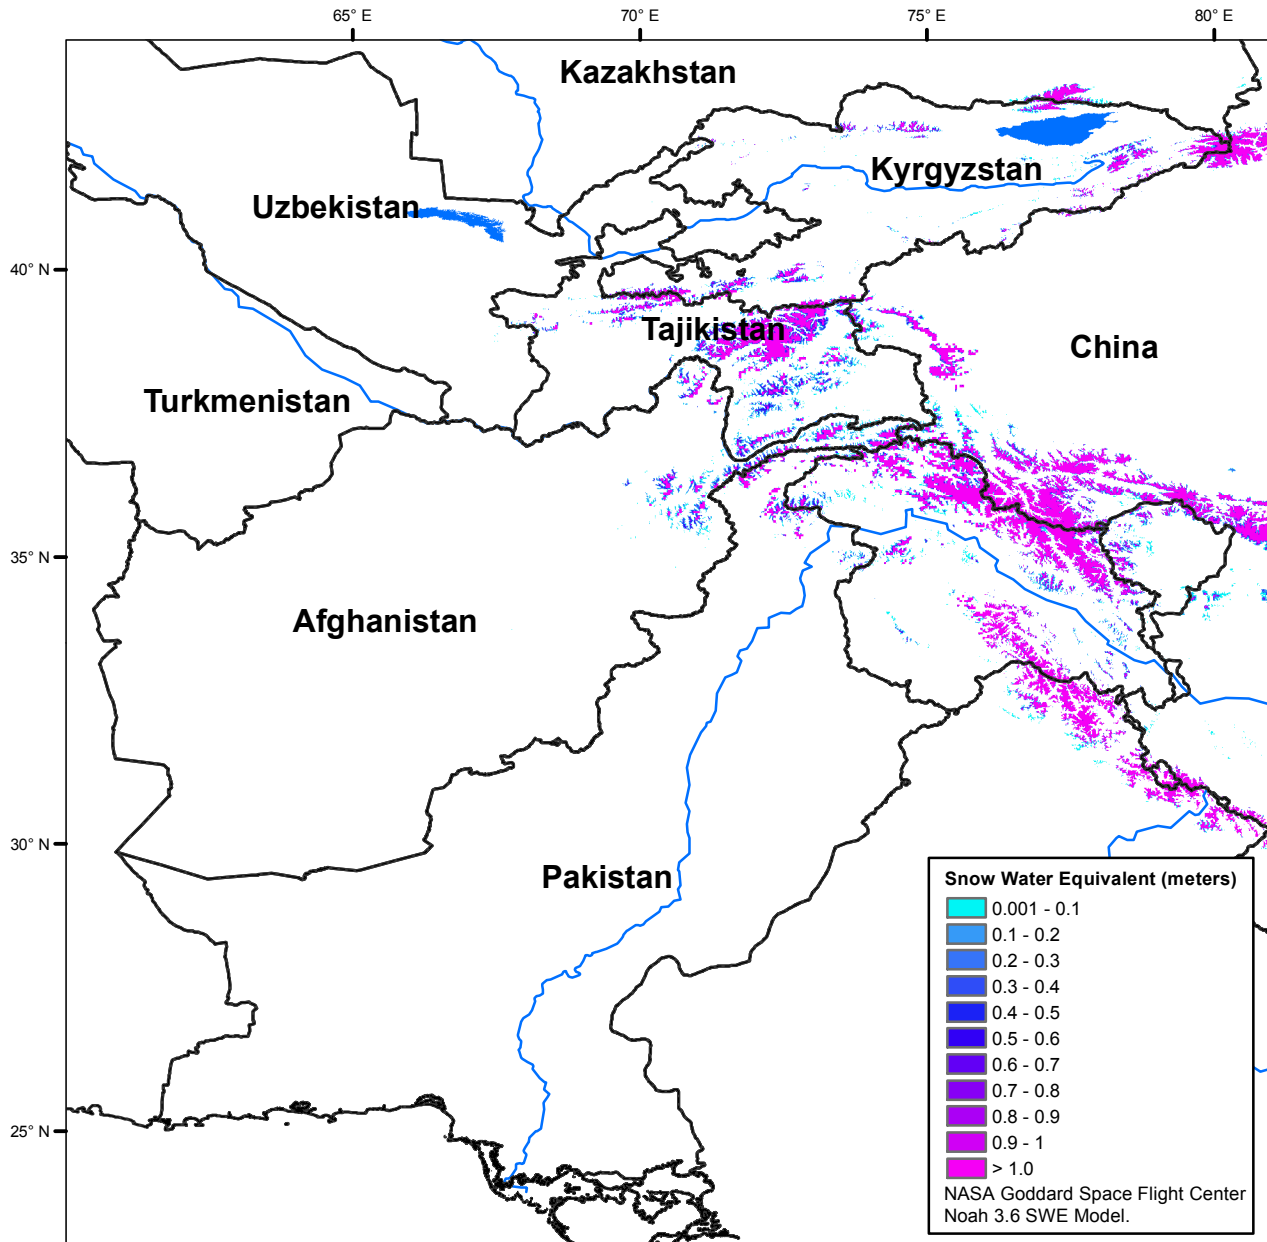 65° E
70° E
75° E
80° E
Kazakhstan
Kyrgyzstan
Uzbekistan
40° N
Tajikistan
China
Turkmenistan
35° N
Afghanistan
30° N
Pakistan
25° N
Snow Water Equivalent (meters)
0.001 - 0.1
0.1 - 0.2
0.2 - 0.3
0.3 - 0.4
0.4 - 0.5
0.5 - 0.6
0.6 - 0.7
0.7 - 0.8
0.8 - 0.9
0.9 - 1
> 1.0
NASA Goddard Space Flight Center
Noah 3.6 SWE Model.